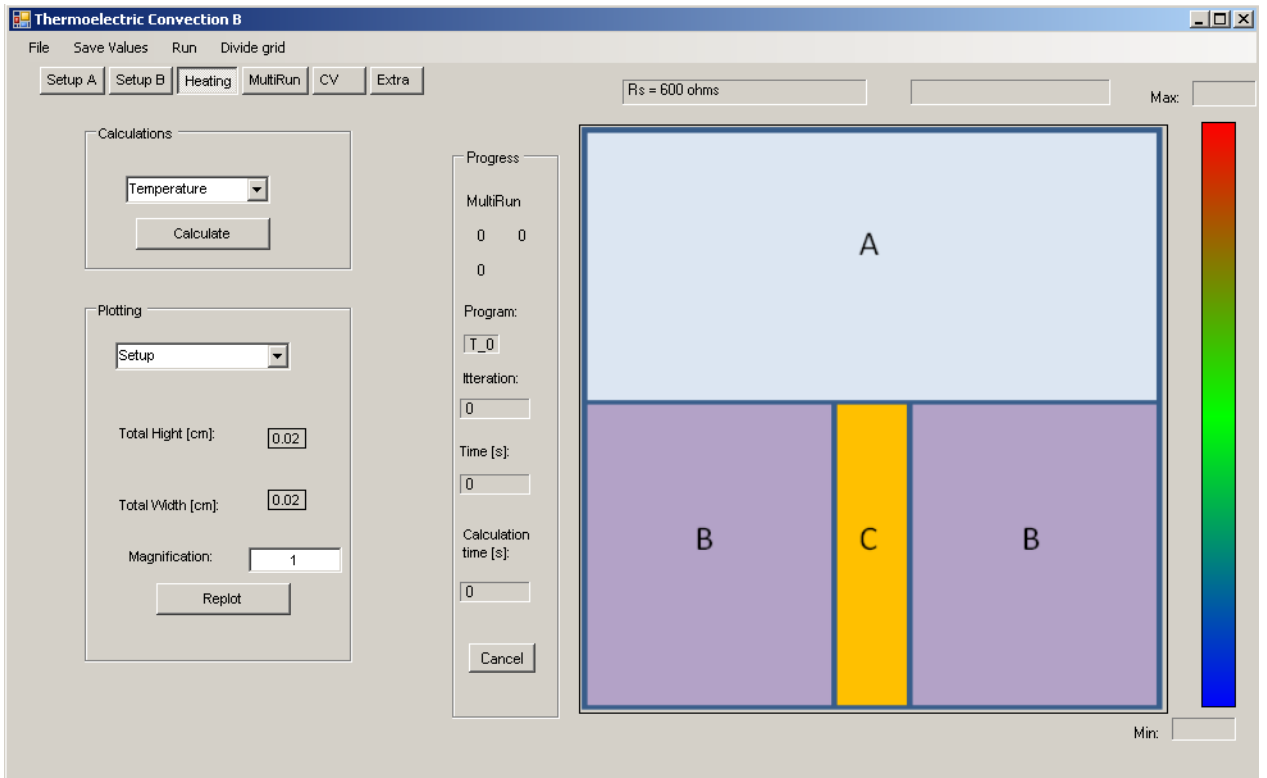 Thermoelectric Convection B
File Save Values Run Divide grid
Setup A Setup B Heating MultiRun CV Extra
Rs = 600 ohms
Max:
Calculations
Temperature
Calculate
Plotting
Setup
Total Hight [cm]: 0.02
Total Width [cm]: 0.02
Magnification: 1
Replot
Progress
MultiRun
0 0
0
Program:
T_0
Itteration:
0
Time [s]:
0
Calculation
time [s]:
0
Cancel
A
B C B
Min: